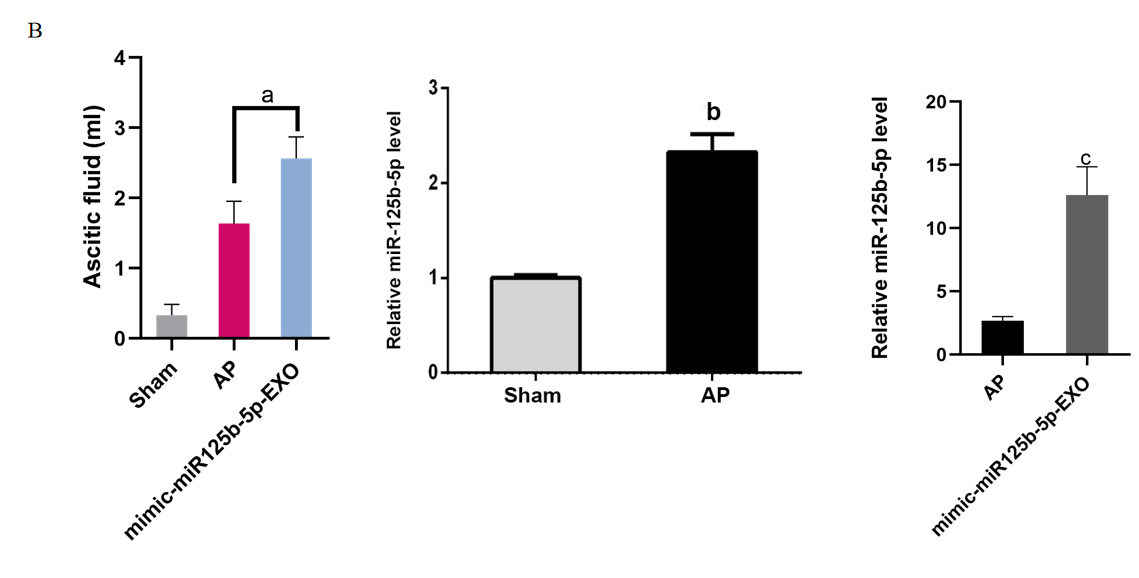 B
Ascitic fluid (ml)
4
3
2
1
0
a
Sham
AP
mimic-miR125b-5p-EXO
Relative miR-125b-5p level
3
2
1
0
b
Sham
AP
Relative miR-125b-5p level
20
15
10
5
0
c
AP
mimic-miR125b-5p-EXO